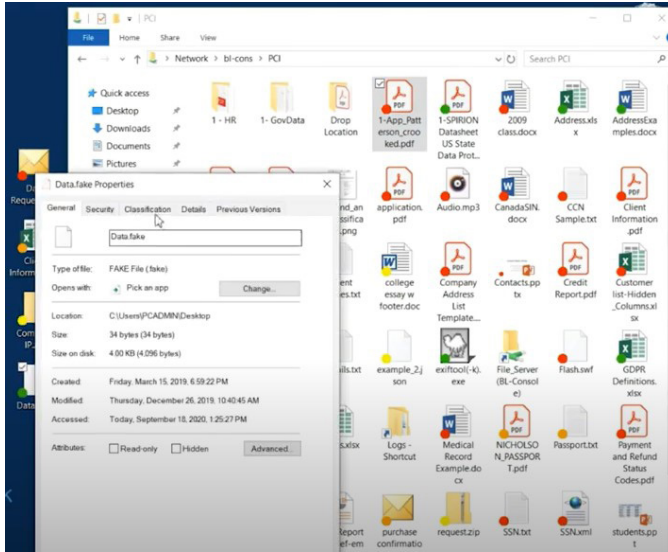 PCI
File Home Share View
Network > bl-cons > PCI
Search PCI
Quick access
Desktop
Downloads
Documents
Pictures
1 - HR
1- GovData
Drop
Location
1-App_Patt
erson_croo
ked.pdf
1-SPIRION
Datasheet
US State
Data Prot...
2009
class.docx
Address.xls
x
AddressExa
mples.docx
application.
pdf
Audio.mp3
CanadaSIN.
docx
CCN
Sample.txt
Client
Information
.pdf
college
essay w
footer.doc
Company
Address
List
Template....
Contacts.pp
tx
Credit
Report.pdf
Customer
list-Hidden
_Columns.xl
sx
example_2.j
son
exiftool(-k).
exe
File_Server
(BL-Consol
e)
Flash.swf
GDPR
Definitions.
xlsx
Logs -
Shortcut
Medical
Record
Example.do
cx
NICHOLSO
N_PASSPOR
T.pdf
Passport.txt
Payment
and Refund
Status
Codes.pdf
purchase
confirmatio
request.zip
SSN.txt
SSN.xml
students.pp
t
Data.fake Properties
General Security Classification Details Previous Versions
Data.fake
Type of file: FAKE File (.fake)
Opens with: Pick an app Change...
Location: C:\Users\PCADMIN\Desktop
Size: 34 bytes (34 bytes)
Size on disk: 4.00 KB (4,096 bytes)
Created: Friday, March 15, 2019, 6:59:22 PM
Modified: Thursday, December 26, 2019, 10:40:45 AM
Accessed: Today, September 18, 2020, 1:25:27 PM
Attributes: Read-only Hidden Advanced...